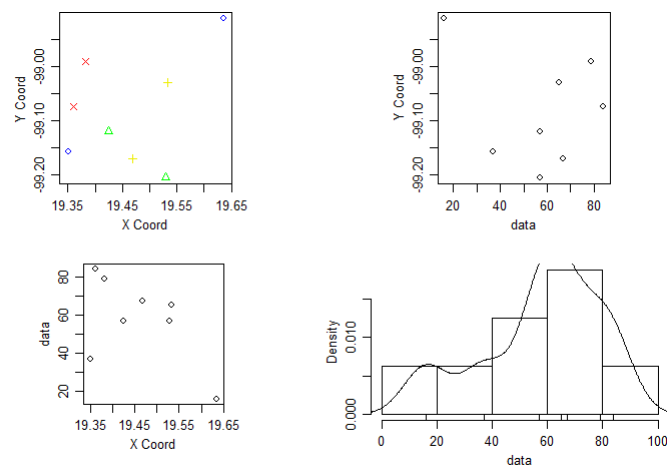 Y Coord
-99.20 -99.10 -99.00
19.35 19.45 19.55 19.65
X Coord
Y Coord
-99.20 -99.10 -99.00
20 40 60 80
data
data
20 40 60 80
19.35 19.45 19.55 19.65
X Coord
Density
0.000 0.010
0 20 40 60 80 100
data